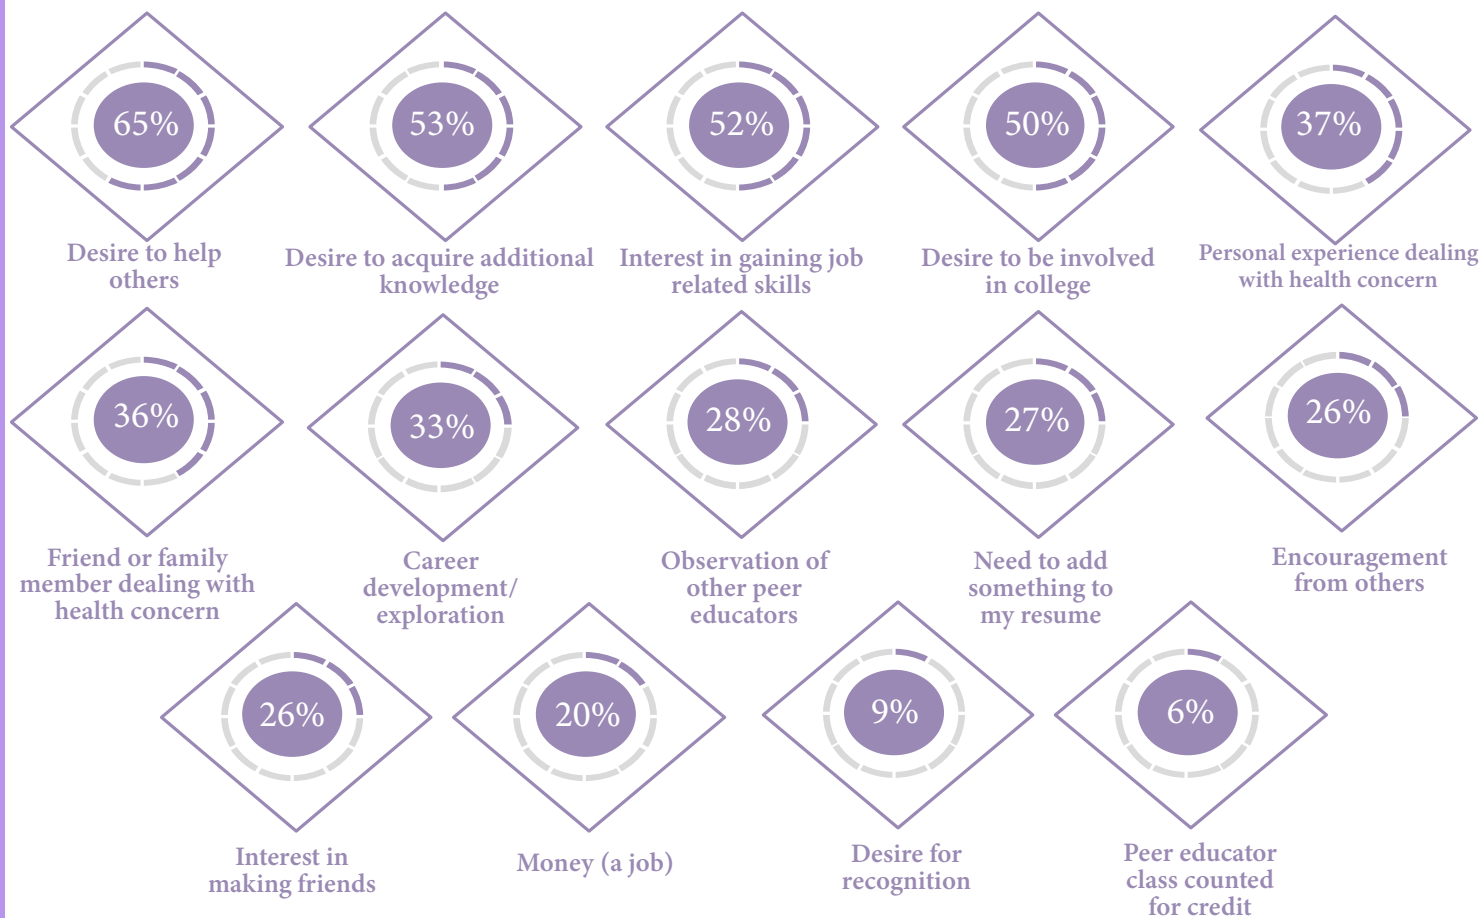 65%
Desire to help
others
53%
Desire to acquire additional
knowledge
52%
Interest in gaining job
related skills
50%
Desire to be involved
in college
37%
Personal experience dealing
with health concern
36%
Friend or family
member dealing with
health concern
33%
Career
development/
exploration
28%
Observation of
other peer
educators
27%
Need to add
something to
my resume
26%
Encouragement
from others
26%
Interest in
making friends
20%
Money (a job)
9%
Desire for
recognition
6%
Peer educator
class counted
for credit